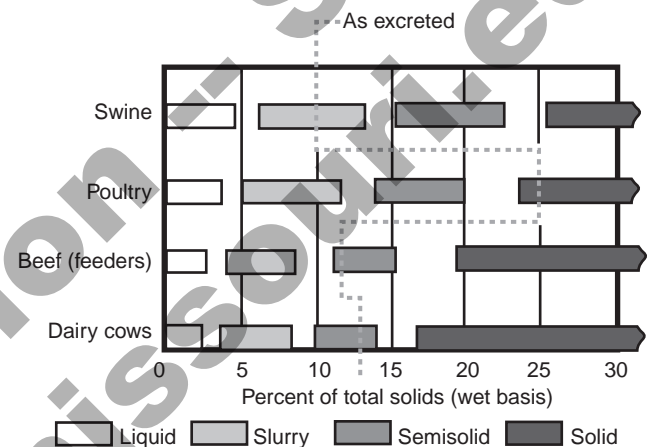 As excreted
Swine
Poultry
Beef (feeders)
Dairy cows
0 5 10 15 20 25 30
Percent of total solids (wet basis)
Liquid Slurry Semisolid Solid